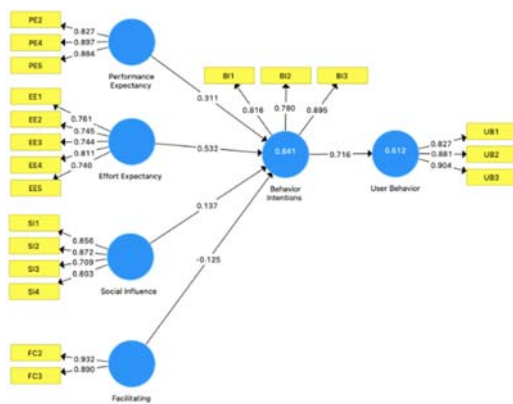 PE2
PE4
PE5
0.827
0.897
0.884
Performance
Expectancy
EE1
EE2
EE3
EE4
EE5
0.761
0.745
0.744
0.811
0.740
Effort Expectancy
SI1
SI2
SI3
SI4
0.856
0.872
0.709
0.803
Social Influence
FC2
FC3
0.932
0.890
Facilitating
0.311
0.532
0.137
-0.125
BI1
BI2
BI3
0.816
0.780
0.895
0.641
Behavior
Intentions
0.716
0.612
User Behavior
0.827
0.881
0.904
UB1
UB2
UB3